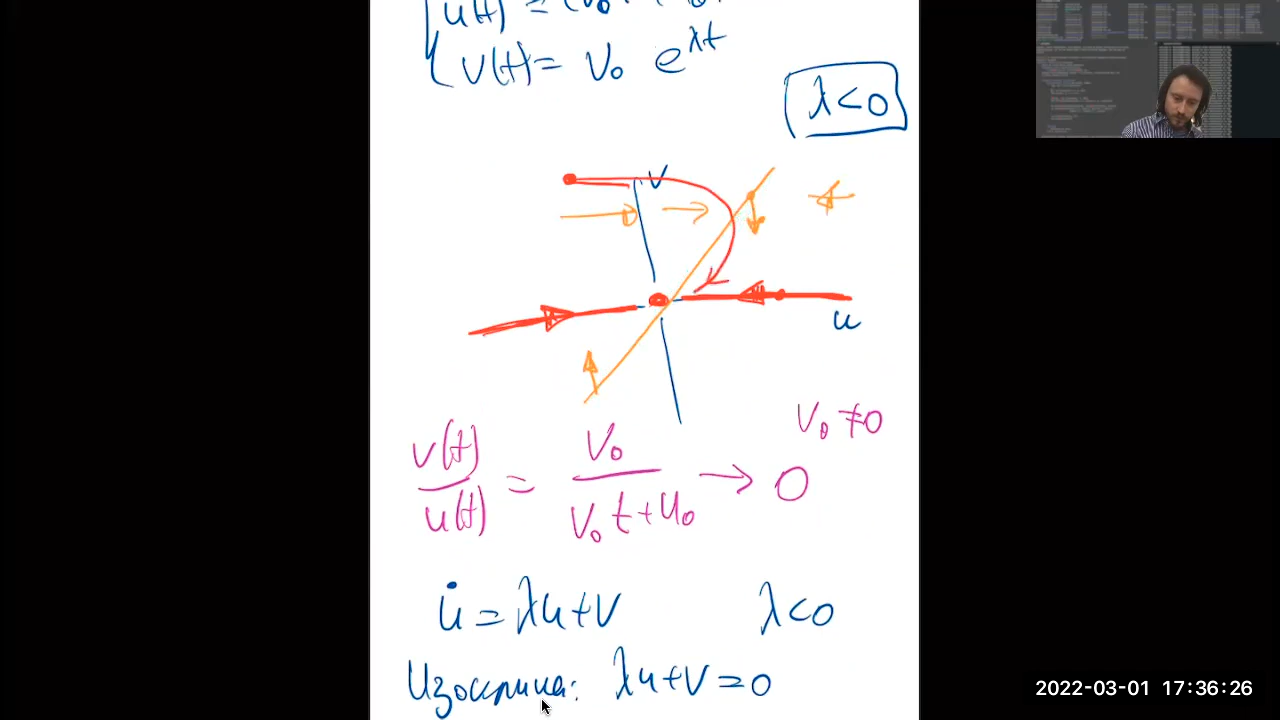 u(t) = (v₀
v(t) = v₀ e^{λt}
λ<0
v
u
v₀ ≠ 0
v(t)/u(t) = v₀/(v₀t+u₀) → 0
u̇ = λu+v λ<0
Изоклина: λu+v=0
2022-03-01 17:36:26